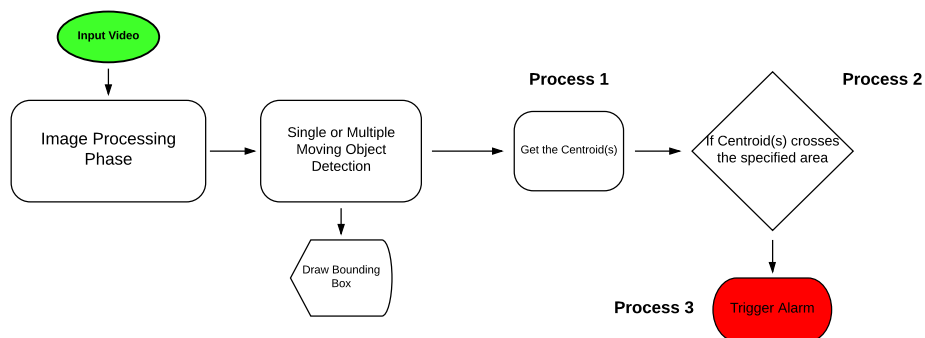 Input Video
Process 1
Process 2
Image Processing
Phase
Single or Multiple
Moving Object
Detection
Get the Centroid(s)
If Centroid(s) crosses
the specified area
Draw Bounding
Box
Process 3
Trigger Alarm